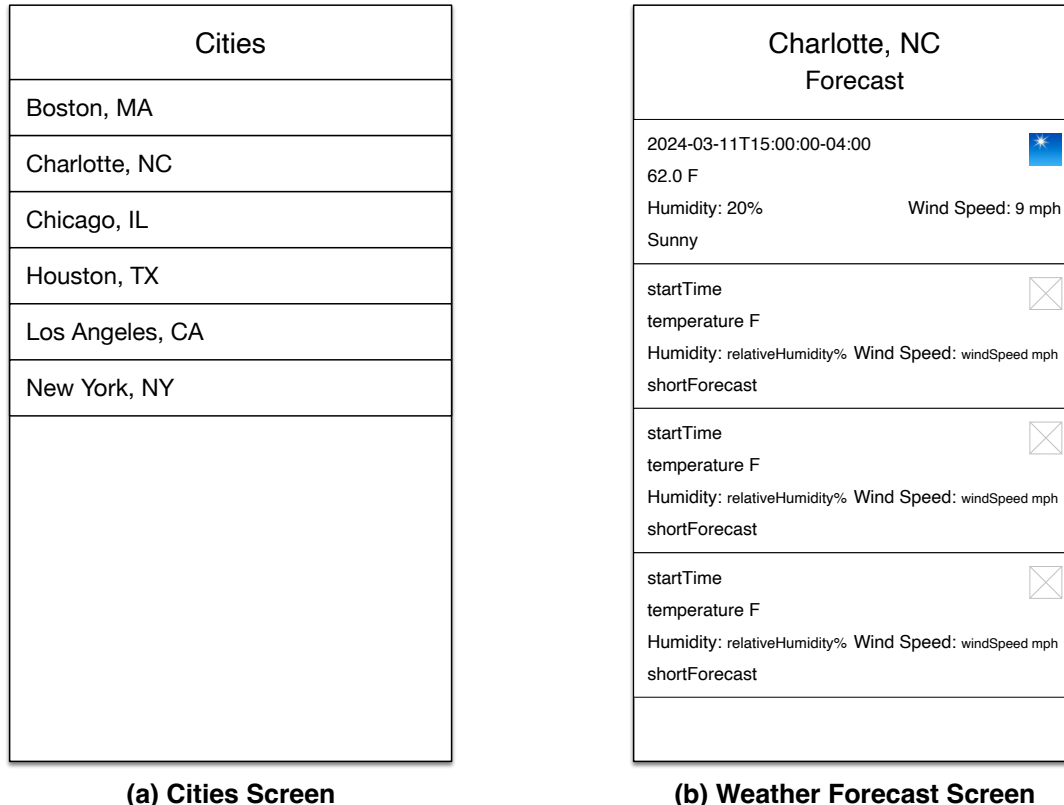 Cities
Boston, MA
Charlotte, NC
Chicago, IL
Houston, TX
Los Angeles, CA
New York, NY
(a) Cities Screen
Charlotte, NC
Forecast
2024-03-11T15:00:00-04:00
62.0 F
Humidity: 20% Wind Speed: 9 mph
Sunny
startTime
temperature F
Humidity: relativeHumidity% Wind Speed: windSpeed mph
shortForecast
startTime
temperature F
Humidity: relativeHumidity% Wind Speed: windSpeed mph
shortForecast
startTime
temperature F
Humidity: relativeHumidity% Wind Speed: windSpeed mph
shortForecast
(b) Weather Forecast Screen